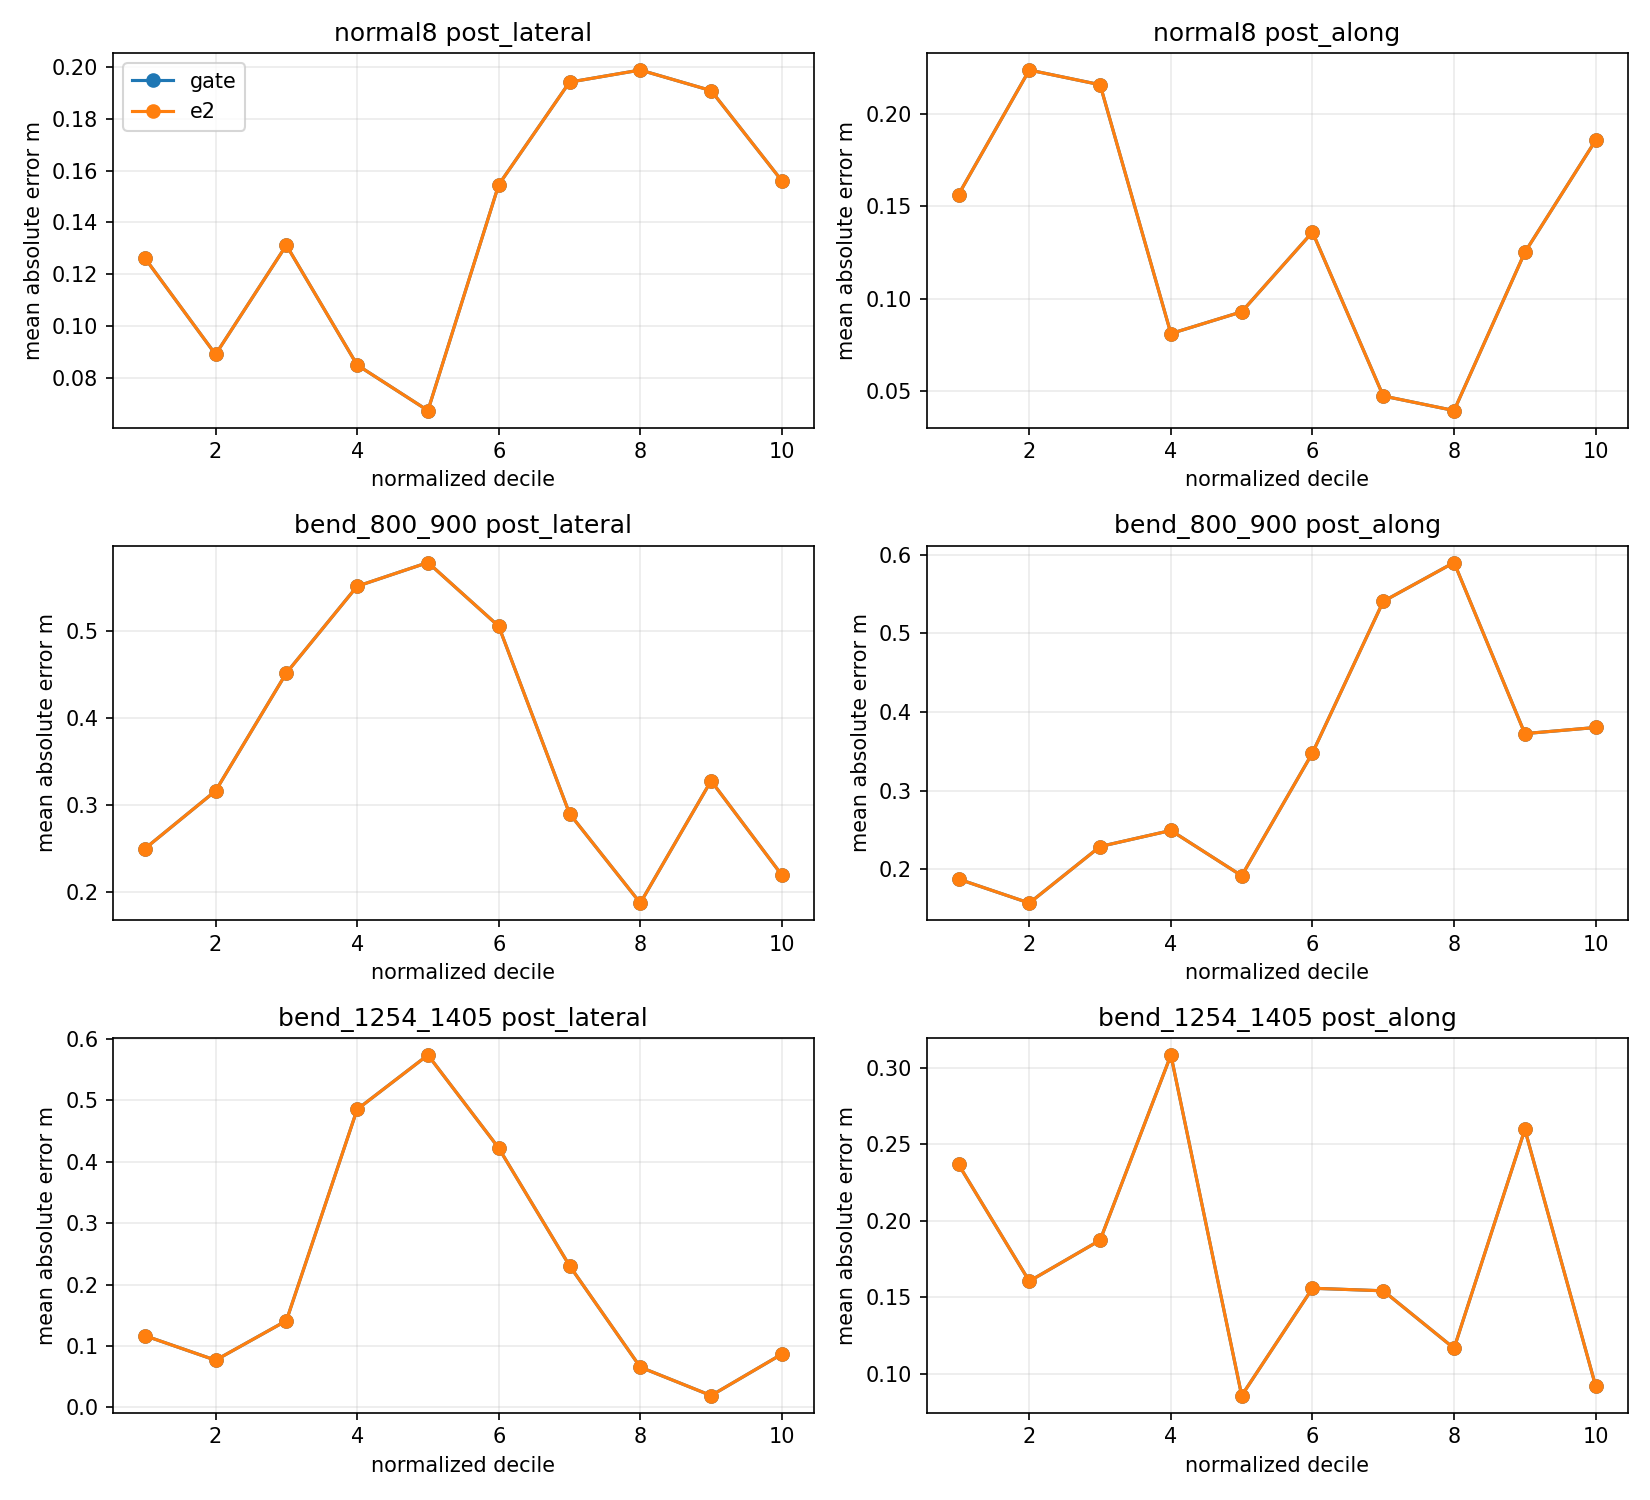 normal8 post_lateral
gate
e2
0.20
0.18
0.16
0.14
0.12
0.10
0.08
mean absolute error m
2 4 6 8 10
normalized decile
normal8 post_along
0.20
0.15
0.10
0.05
mean absolute error m
2 4 6 8 10
normalized decile
bend_800_900 post_lateral
0.5
0.4
0.3
0.2
mean absolute error m
2 4 6 8 10
normalized decile
bend_800_900 post_along
0.6
0.5
0.4
0.3
0.2
mean absolute error m
2 4 6 8 10
normalized decile
bend_1254_1405 post_lateral
0.6
0.5
0.4
0.3
0.2
0.1
0.0
mean absolute error m
2 4 6 8 10
normalized decile
bend_1254_1405 post_along
0.30
0.25
0.20
0.15
0.10
mean absolute error m
2 4 6 8 10
normalized decile